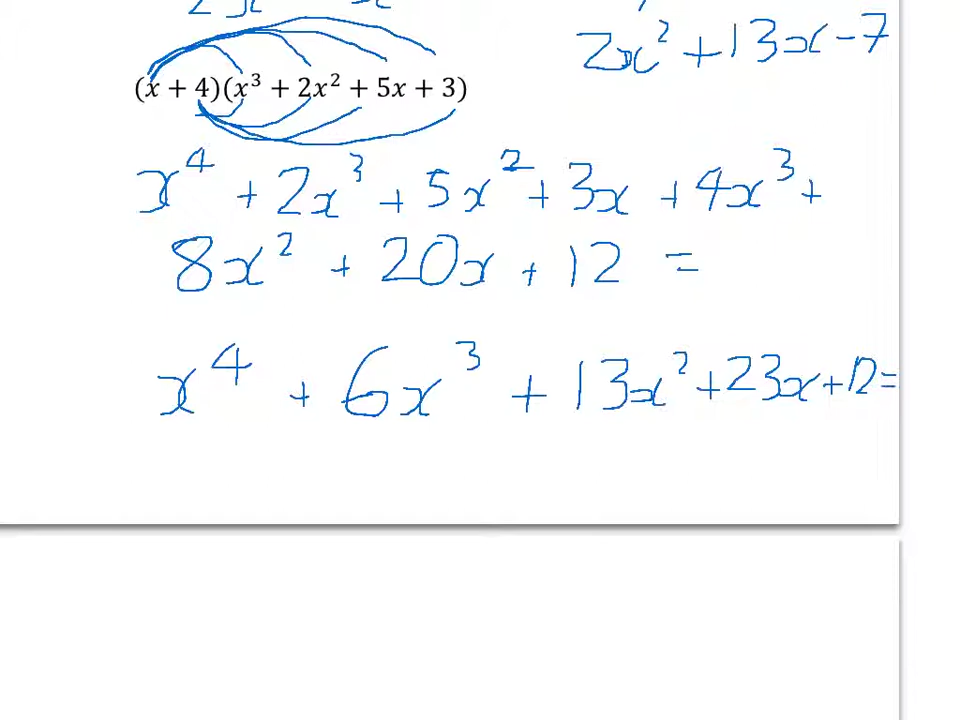 2x² + 13x - 7
(x + 4)(x³ + 2x² + 5x + 3)
x⁴ + 2x³ + 5x² + 3x + 4x³ +
8x² + 20x + 12 =
x⁴ + 6x³ + 13x² + 23x + 12 =